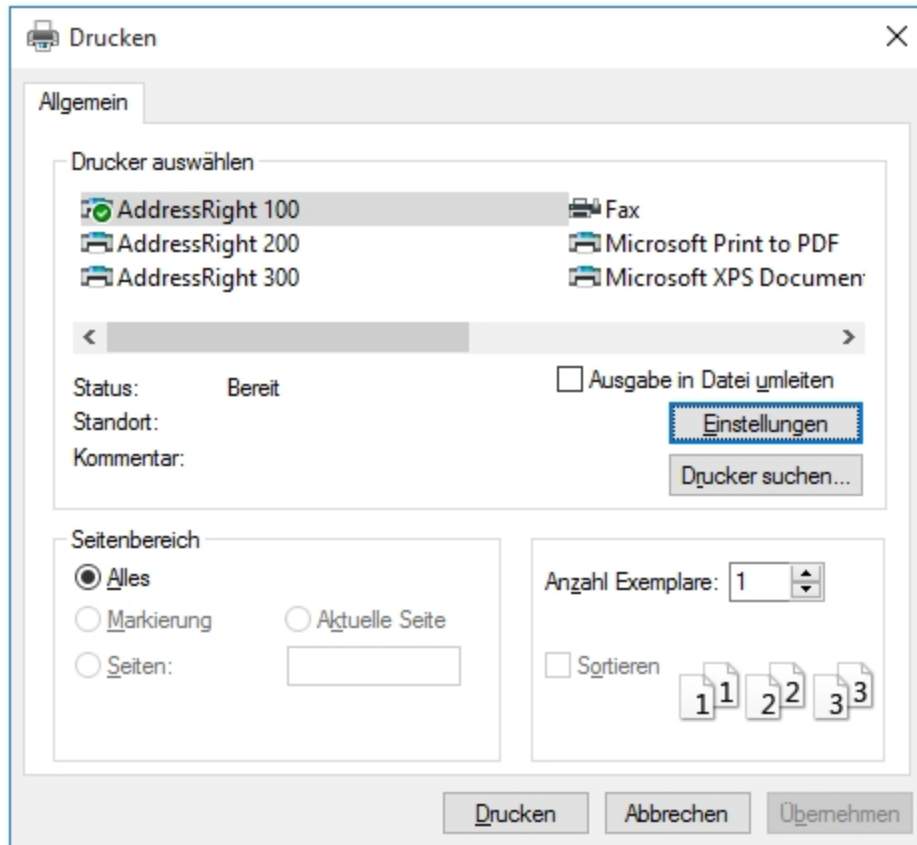 Drucken
Allgemein
Drucker auswählen
AddressRight 100
Fax
AddressRight 200
Microsoft Print to PDF
AddressRight 300
Microsoft XPS Documen
Status: Bereit
Ausgabe in Datei umleiten
Standort:
Einstellungen
Kommentar:
Drucker suchen...
Seitenbereich
Alles
Markierung
Aktuelle Seite
Seiten:
Anzahl Exemplare: 1
Sortieren
1 1 2 2 3 3
Drucken
Abbrechen
Übernehmen